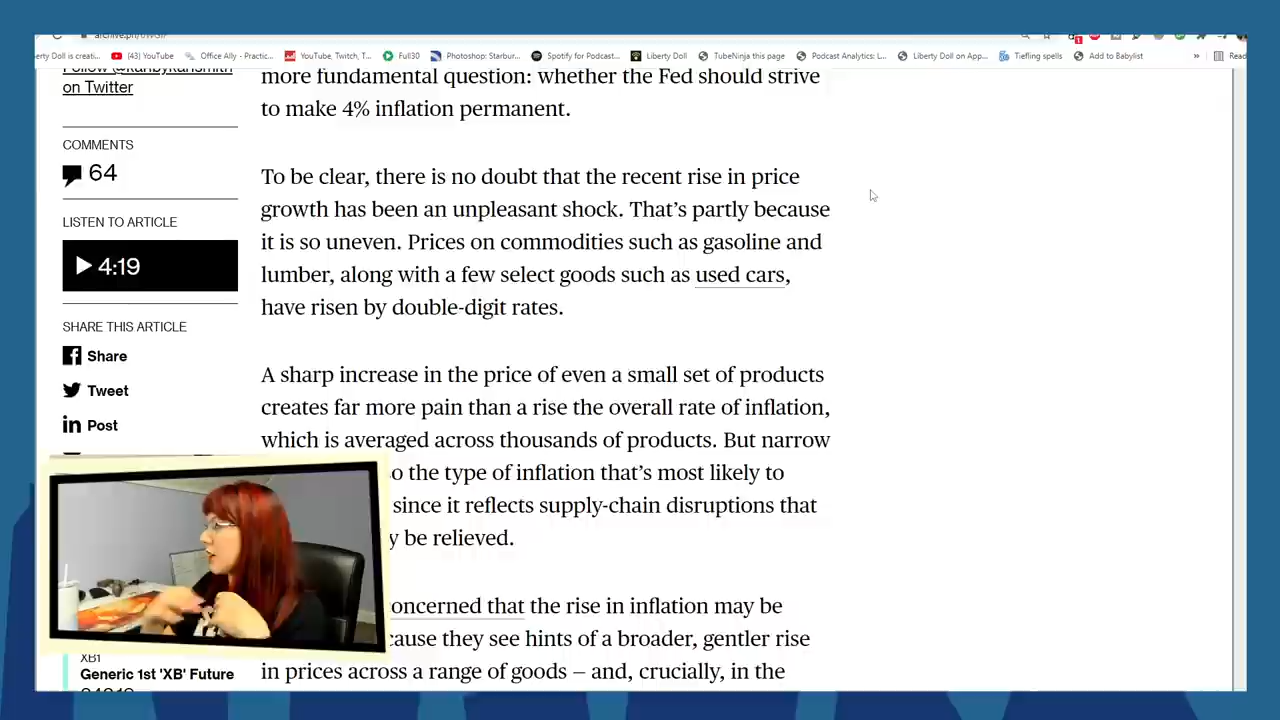 erty Doll is creati...
(43) YouTube
Office Ally - Practic...
YouTube, Twitch, T...
Full30
Photoshop: Starbur...
Spotify for Podcast...
Liberty Doll
TubeNinja this page
Podcast Analytics: L...
Liberty Doll on App...
Tiefling spells
Add to Babylist
»
Read
on Twitter
COMMENTS
64
LISTEN TO ARTICLE
4:19
SHARE THIS ARTICLE
Share
Tweet
Post
more fundamental question: whether the Fed should strive
to make 4% inflation permanent.
To be clear, there is no doubt that the recent rise in price
growth has been an unpleasant shock. That's partly because
it is so uneven. Prices on commodities such as gasoline and
lumber, along with a few select goods such as used cars,
have risen by double-digit rates.
A sharp increase in the price of even a small set of products
creates far more pain than a rise the overall rate of inflation,
which is averaged across thousands of products. But narrow
o the type of inflation that's most likely to
since it reflects supply-chain disruptions that
y be relieved.
oncerned that the rise in inflation may be
cause they see hints of a broader, gentler rise
in prices across a range of goods – and, crucially, in the
XB1
Generic 1st 'XB' Future